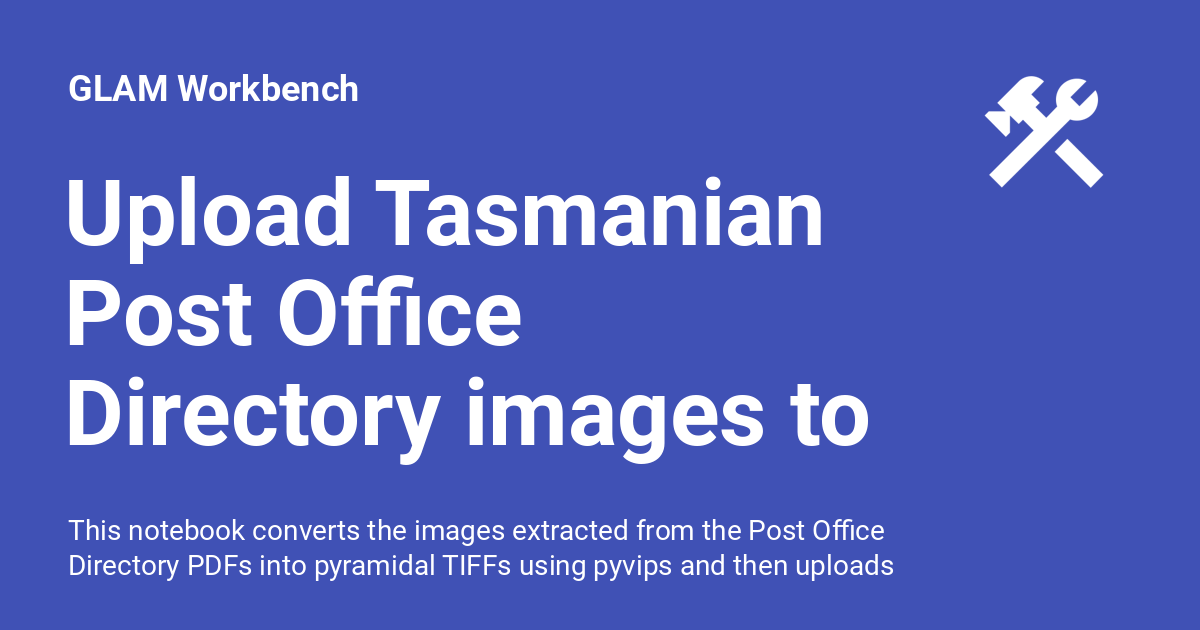 GLAM Workbench
Upload Tasmanian
Post Office
Directory images to
This notebook converts the images extracted from the Post Office
Directory PDFs into pyramidal TIFFs using pyvips and then uploads